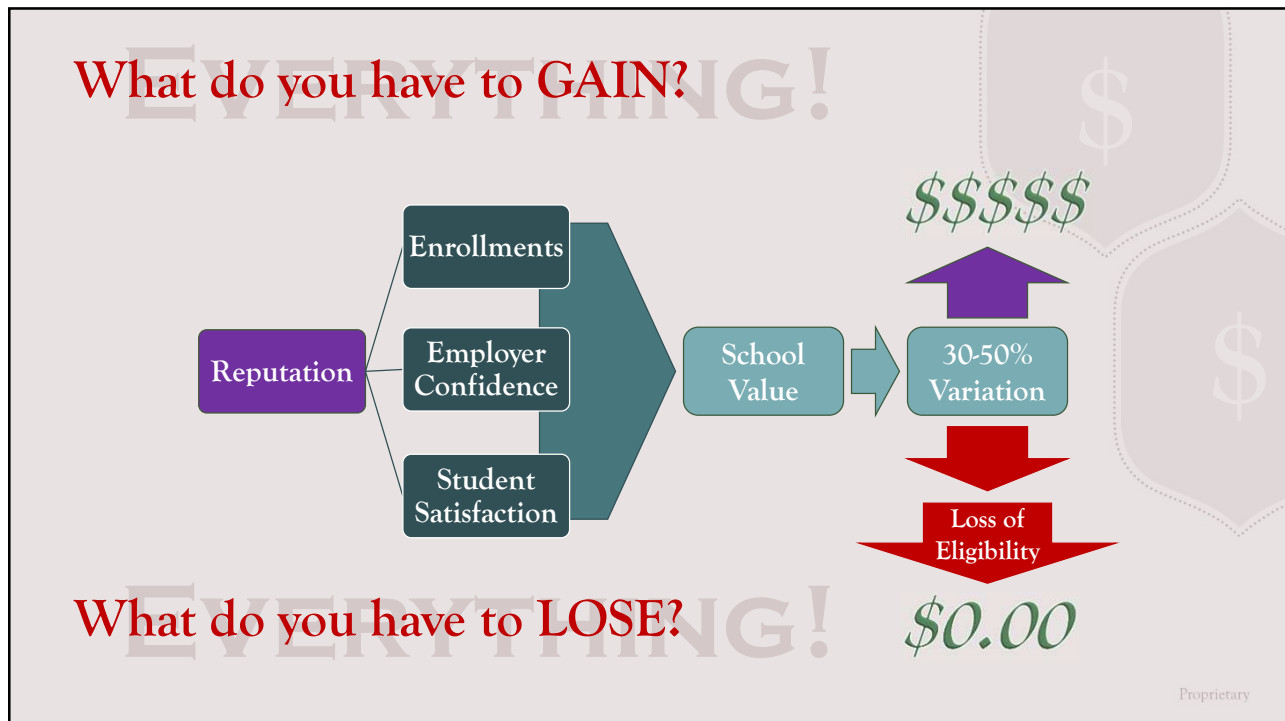 EVERYTHING!
What do you have to GAIN?
$
$$$$$
Enrollments
Reputation
Employer
Confidence
School
Value
30-50%
Variation
$
Student
Satisfaction
Loss of
Eligibility
EVERYTHING!
What do you have to LOSE?
$0.00
Proprietary